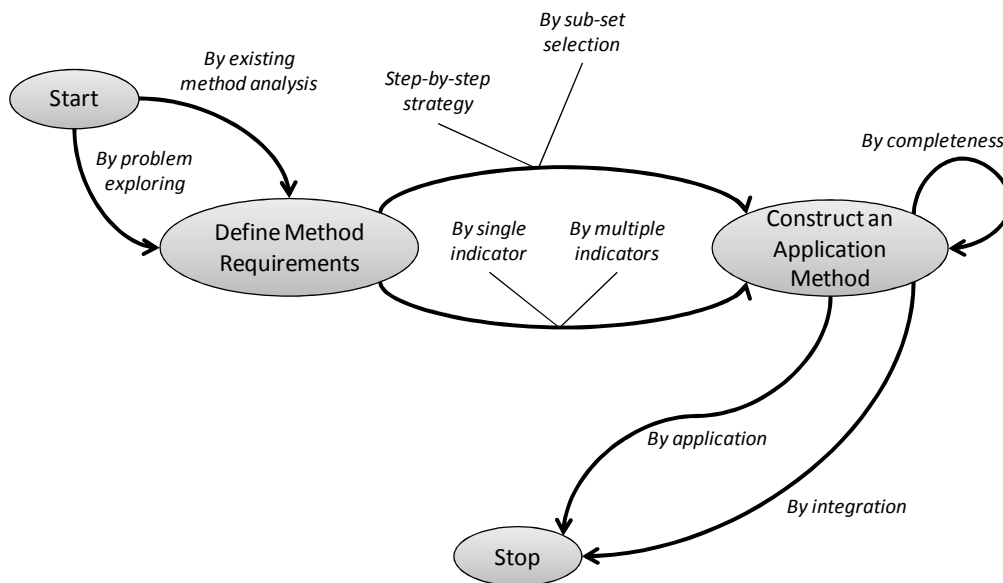 By sub-set
selection
By existing
method analysis
Step-by-step
strategy
Start
By completeness
By problem
exploring
Define Method
Requirements
By single
indicator
By multiple
indicators
Construct an
Application
Method
By application
By integration
Stop